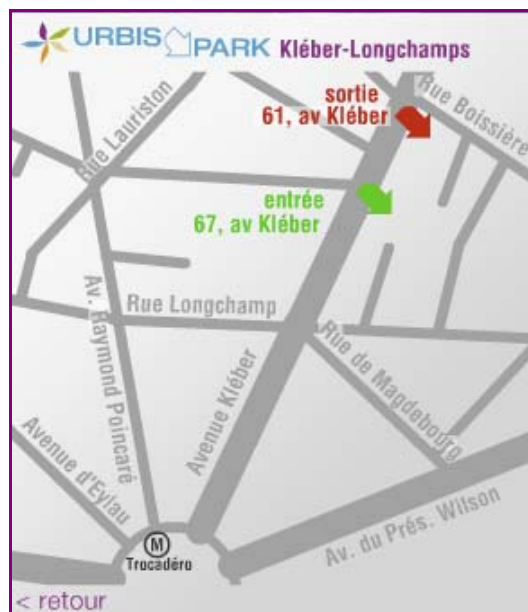 URBIS PARK Kléber-Longchamps
sortie
61, av Kléber
Rue Boissière
Rue Lauriston
entrée
67, av Kléber
Rue Longchamp
Av. Raymond Poincaré
Avenue Kléber
Rue de Magdebourg
Avenue d'Eylau
Av. du Prés. Wilson
M
Trocadéro
< retour